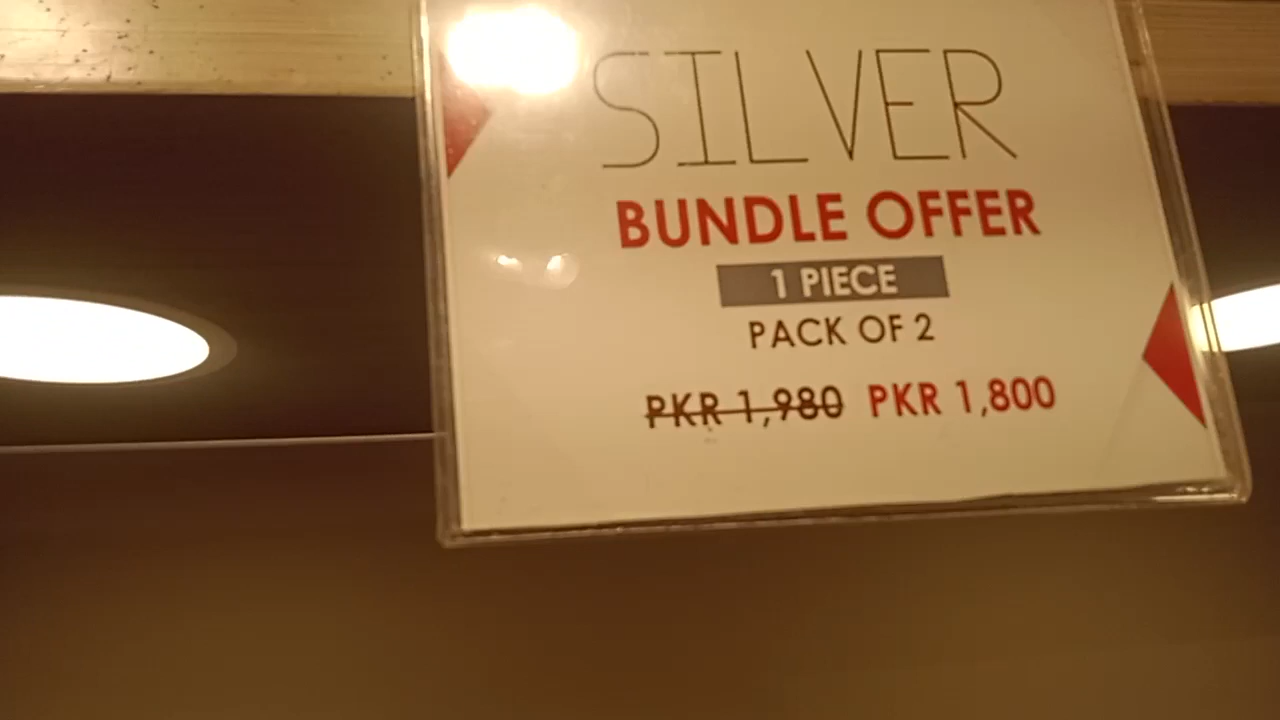 SILVER
BUNDLE OFFER
1 PIECE
PACK OF 2
PKR 1,980 PKR 1,800